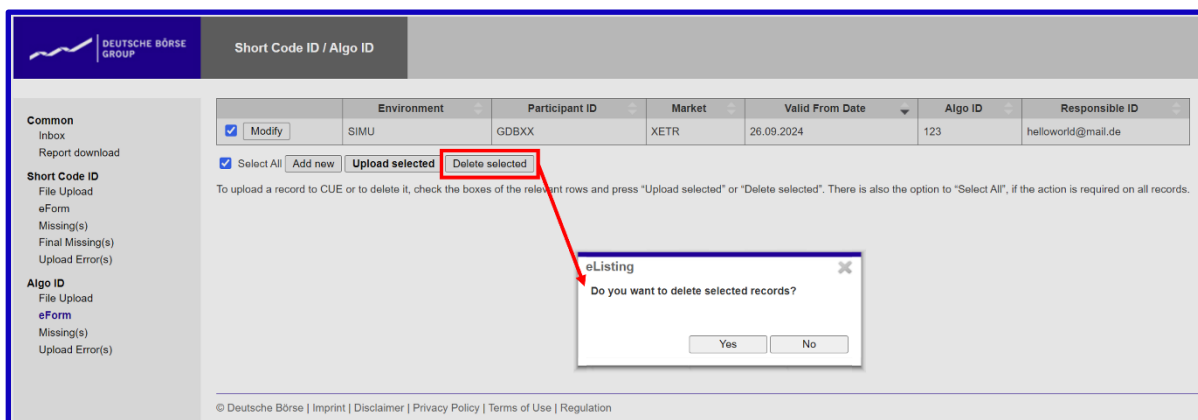 DEUTSCHE BÖRSE
GROUP
Short Code ID / Algo ID
Common
Inbox
Report download
Short Code ID
File Upload
eForm
Missing(s)
Final Missing(s)
Upload Error(s)
Algo ID
File Upload
eForm
Missing(s)
Upload Error(s)
Environment Participant ID Market Valid From Date Algo ID Responsible ID
Modify SIMU GDBXX XETR 26.09.2024 123 helloworld@mail.de
Select All Add new Upload selected Delete selected
To upload a record to CUE or to delete it, check the boxes of the relevant rows and press “Upload selected” or “Delete selected”. There is also the option to “Select All”, if the action is required on all records.
eListing
Do you want to delete selected records?
Yes No
© Deutsche Börse | Imprint | Disclaimer | Privacy Policy | Terms of Use | Regulation